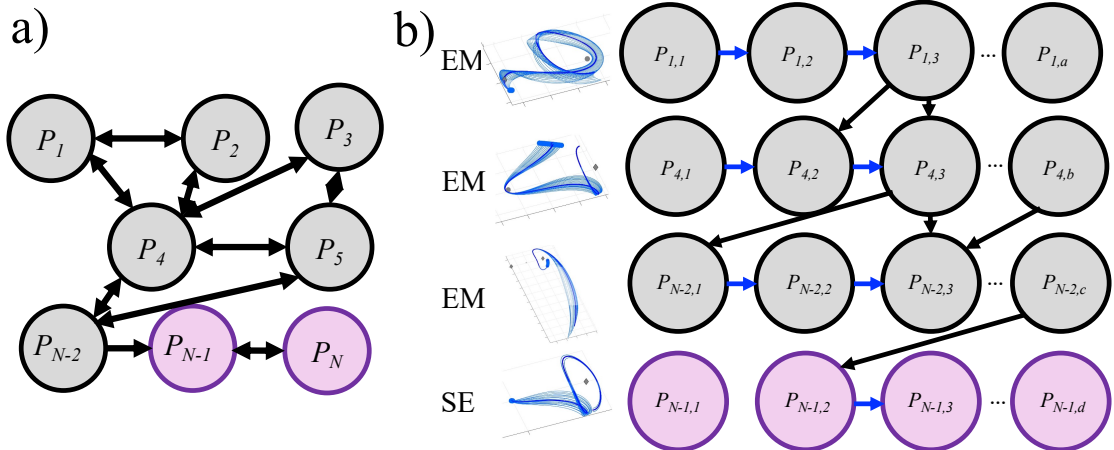 a)
P1 P2 P3
P4 P5
PN-2 PN-1 PN
b)
EM P1,1 P1,2 P1,3 ... P1,a
EM P4,1 P4,2 P4,3 ... P4,b
EM PN-2,1 PN-2,2 PN-2,3 ... PN-2,c
SE PN-1,1 PN-1,2 PN-1,3 ... PN-1,d